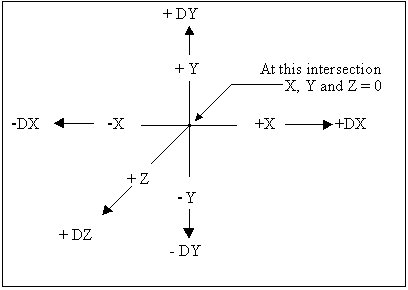 + DY
+ Y
At this intersection
X, Y and Z = 0
-DX
-X
+X
+DX
+ Z
- Y
+ DZ
- DY